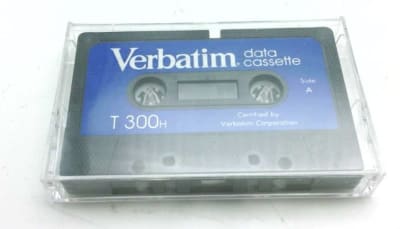 Verbatim. data cassette
Side A
T 300H
Certified by
Verbatim Corporation